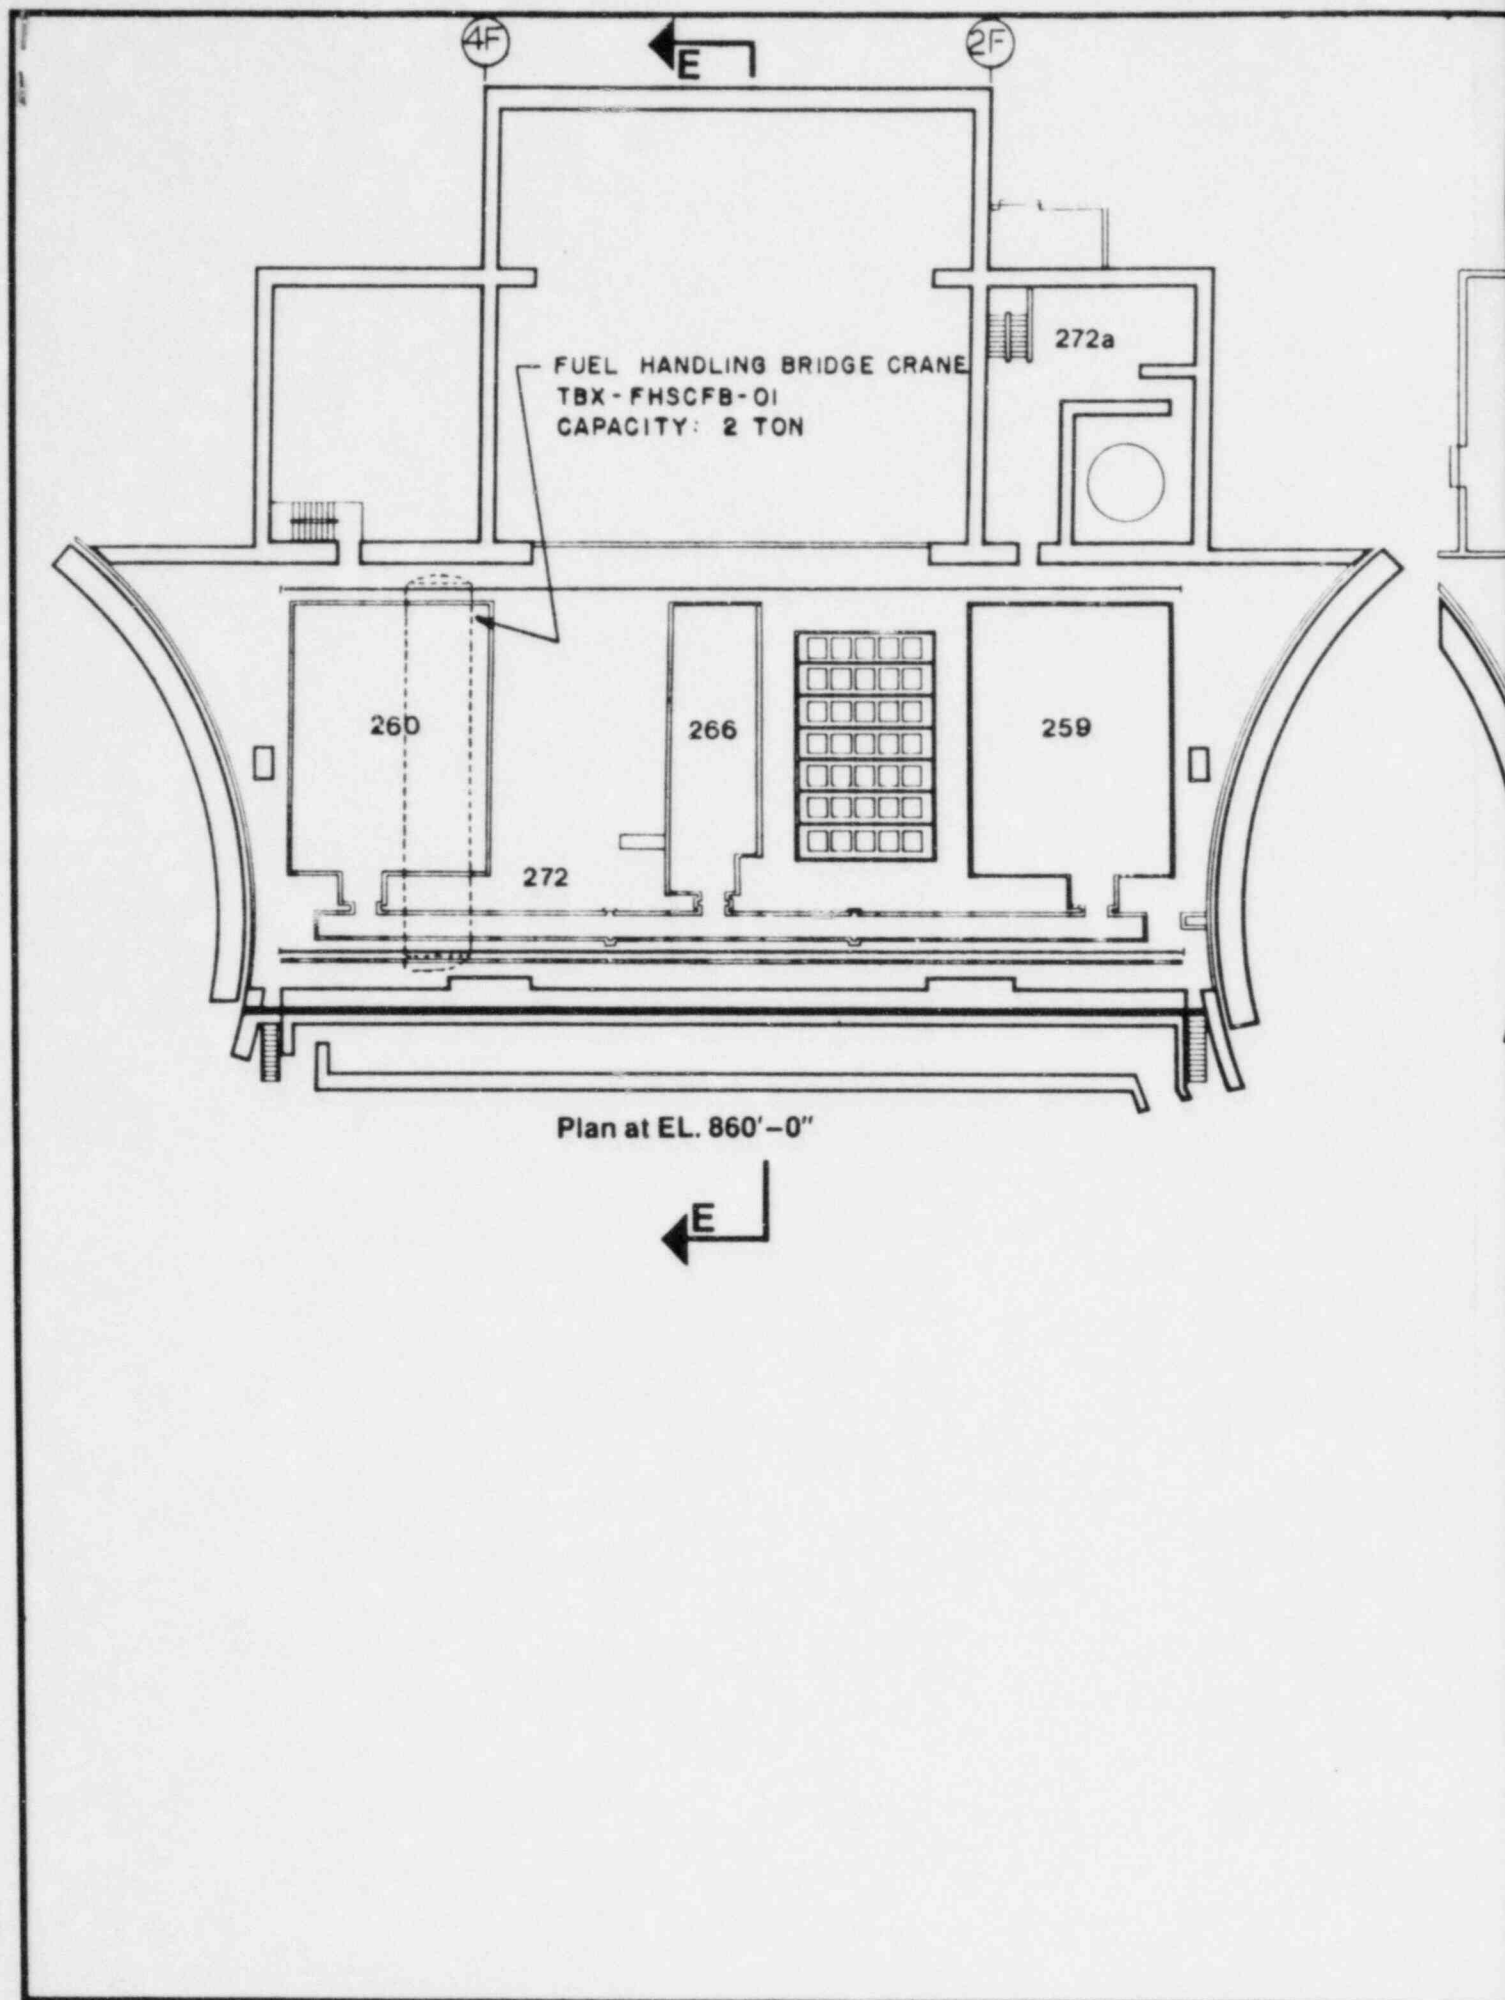 4F
E
2F
272a
FUEL HANDLING BRIDGE CRANE
TBX-FHSCFB-01
CAPACITY: 2 TON
260
266
259
272
Plan at EL. 860'-0"
E